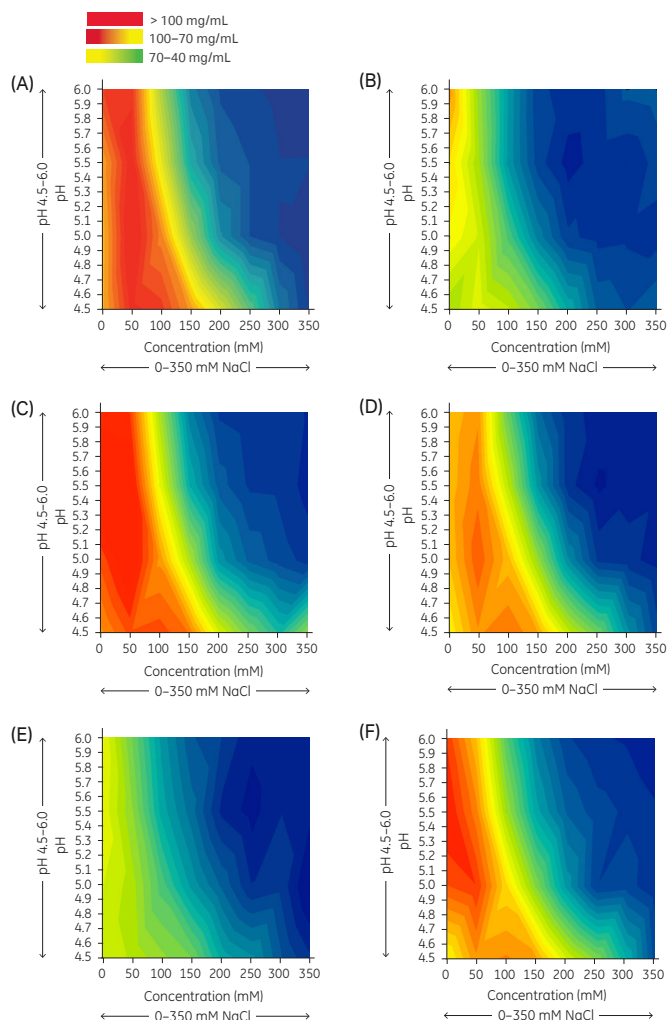 > 100 mg/mL
100–70 mg/mL
70–40 mg/mL
(A)
pH 4.5–6.0
pH
6.0
5.9
5.8
5.7
5.6
5.5
5.4
5.3
5.2
5.1
5.0
4.9
4.8
4.7
4.6
4.5
0 50 100 150 200 250 300 350
Concentration (mM)
0–350 mM NaCl
(B)
pH 4.5–6.0
pH
6.0
5.9
5.8
5.7
5.6
5.5
5.4
5.3
5.2
5.1
5.0
4.9
4.8
4.7
4.6
4.5
0 50 100 150 200 250 300 350
Concentration (mM)
0–350 mM NaCl
(C)
pH 4.5–6.0
pH
6.0
5.9
5.8
5.7
5.6
5.5
5.4
5.3
5.2
5.1
5.0
4.9
4.8
4.7
4.6
4.5
0 50 100 150 200 250 300 350
Concentration (mM)
0–350 mM NaCl
(D)
pH 4.5–6.0
pH
6.0
5.9
5.8
5.7
5.6
5.5
5.4
5.3
5.2
5.1
5.0
4.9
4.8
4.7
4.6
4.5
0 50 100 150 200 250 300 350
Concentration (mM)
0–350 mM NaCl
(E)
pH 4.5–6.0
pH
6.0
5.9
5.8
5.7
5.6
5.5
5.4
5.3
5.2
5.1
5.0
4.9
4.8
4.7
4.6
4.5
0 50 100 150 200 250 300 350
Concentration (mM)
0–350 mM NaCl
(F)
pH 4.5–6.0
pH
6.0
5.9
5.8
5.7
5.6
5.5
5.4
5.3
5.2
5.1
5.0
4.9
4.8
4.7
4.6
4.5
0 50 100 150 200 250 300 350
Concentration (mM)
0–350 mM NaCl